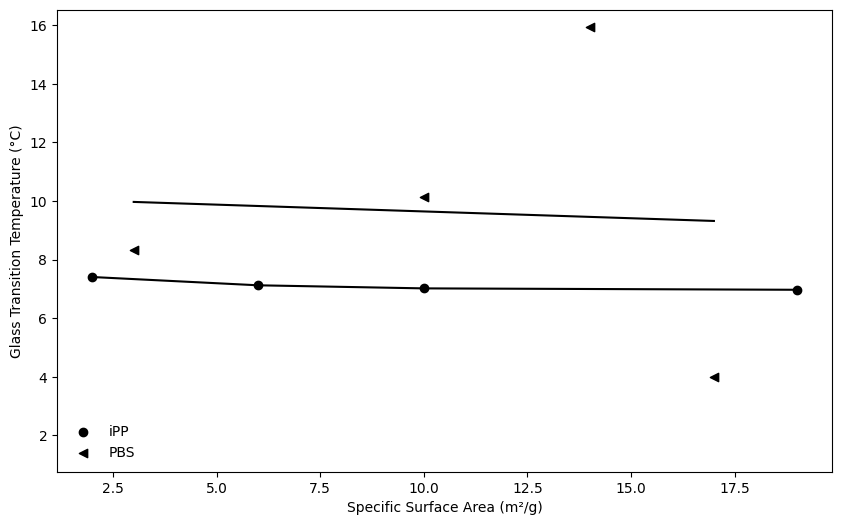 16
14
12
10
8
6
4
2
Glass Transition Temperature (°C)
iPP
PBS
2.5 5.0 7.5 10.0 12.5 15.0 17.5
Specific Surface Area (m²/g)